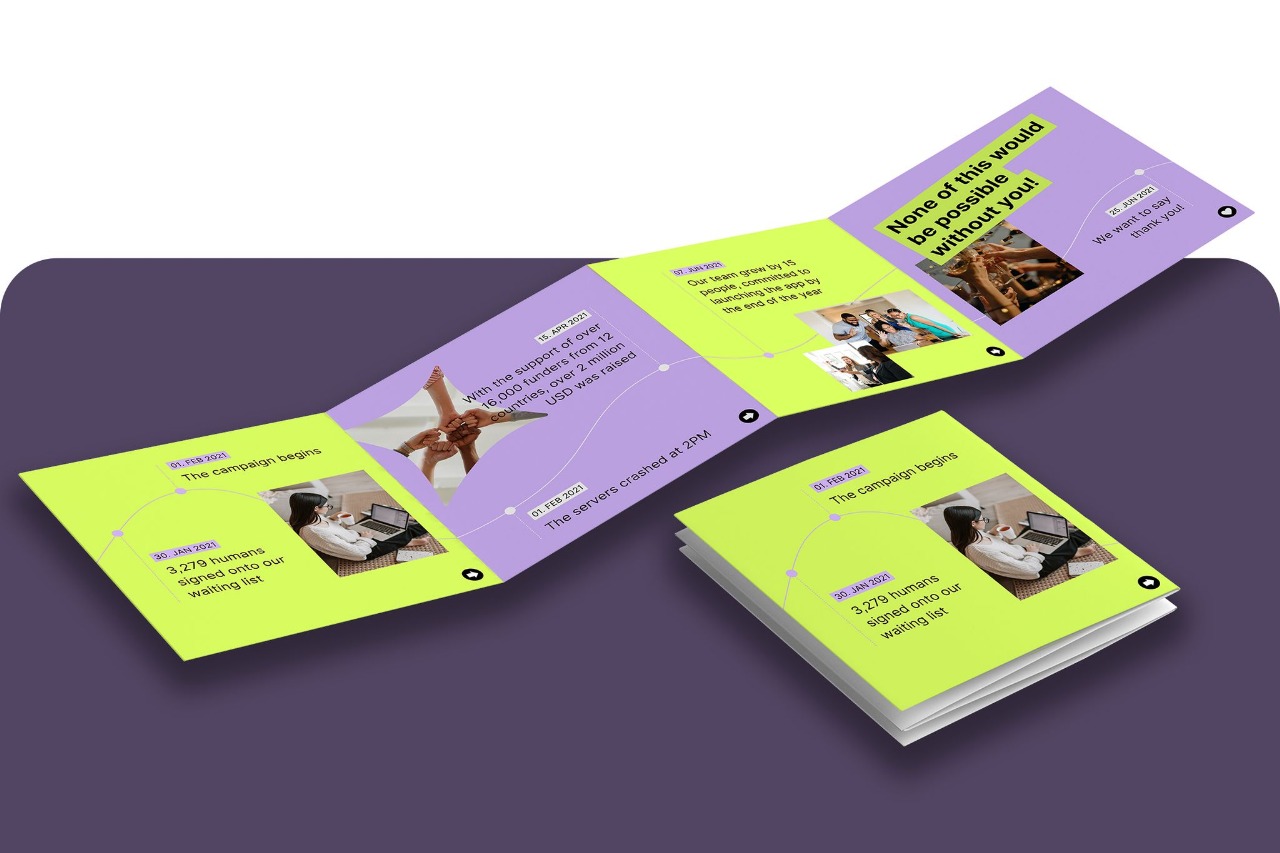 01. FEB 2021
The campaign begins
30. JAN 2021
3,279 humans
signed onto our
waiting list
15. APR 2021
With the support of over
16,000 funders from 12
countries, over 2 million
USD was raised
01. FEB 2021
The servers crashed at 2PM
07. JUN 2021
Our team grew by 15
people, committed to
launching the app by
the end of the year
None of this would
be possible
without you!
25. JUN 2021
We want to say
thank you!
01. FEB 2021
The campaign begins
30. JAN 2021
3,279 humans
signed onto our
waiting list